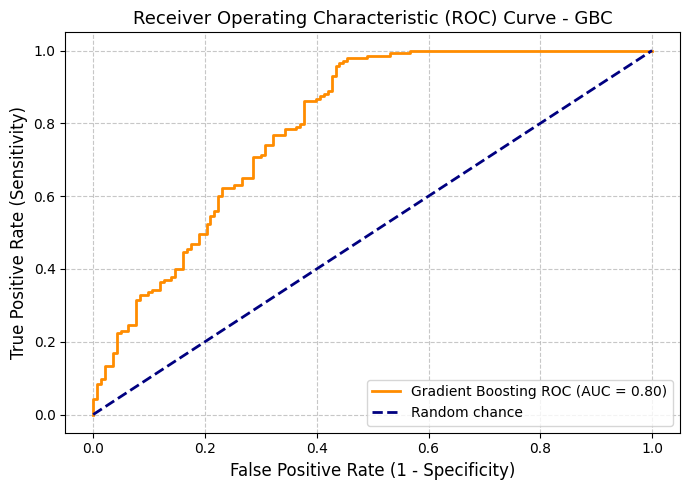 Receiver Operating Characteristic (ROC) Curve - GBC
True Positive Rate (Sensitivity)
1.0
0.8
0.6
0.4
0.2
0.0
Gradient Boosting ROC (AUC = 0.80)
Random chance
0.0 0.2 0.4 0.6 0.8 1.0
False Positive Rate (1 - Specificity)